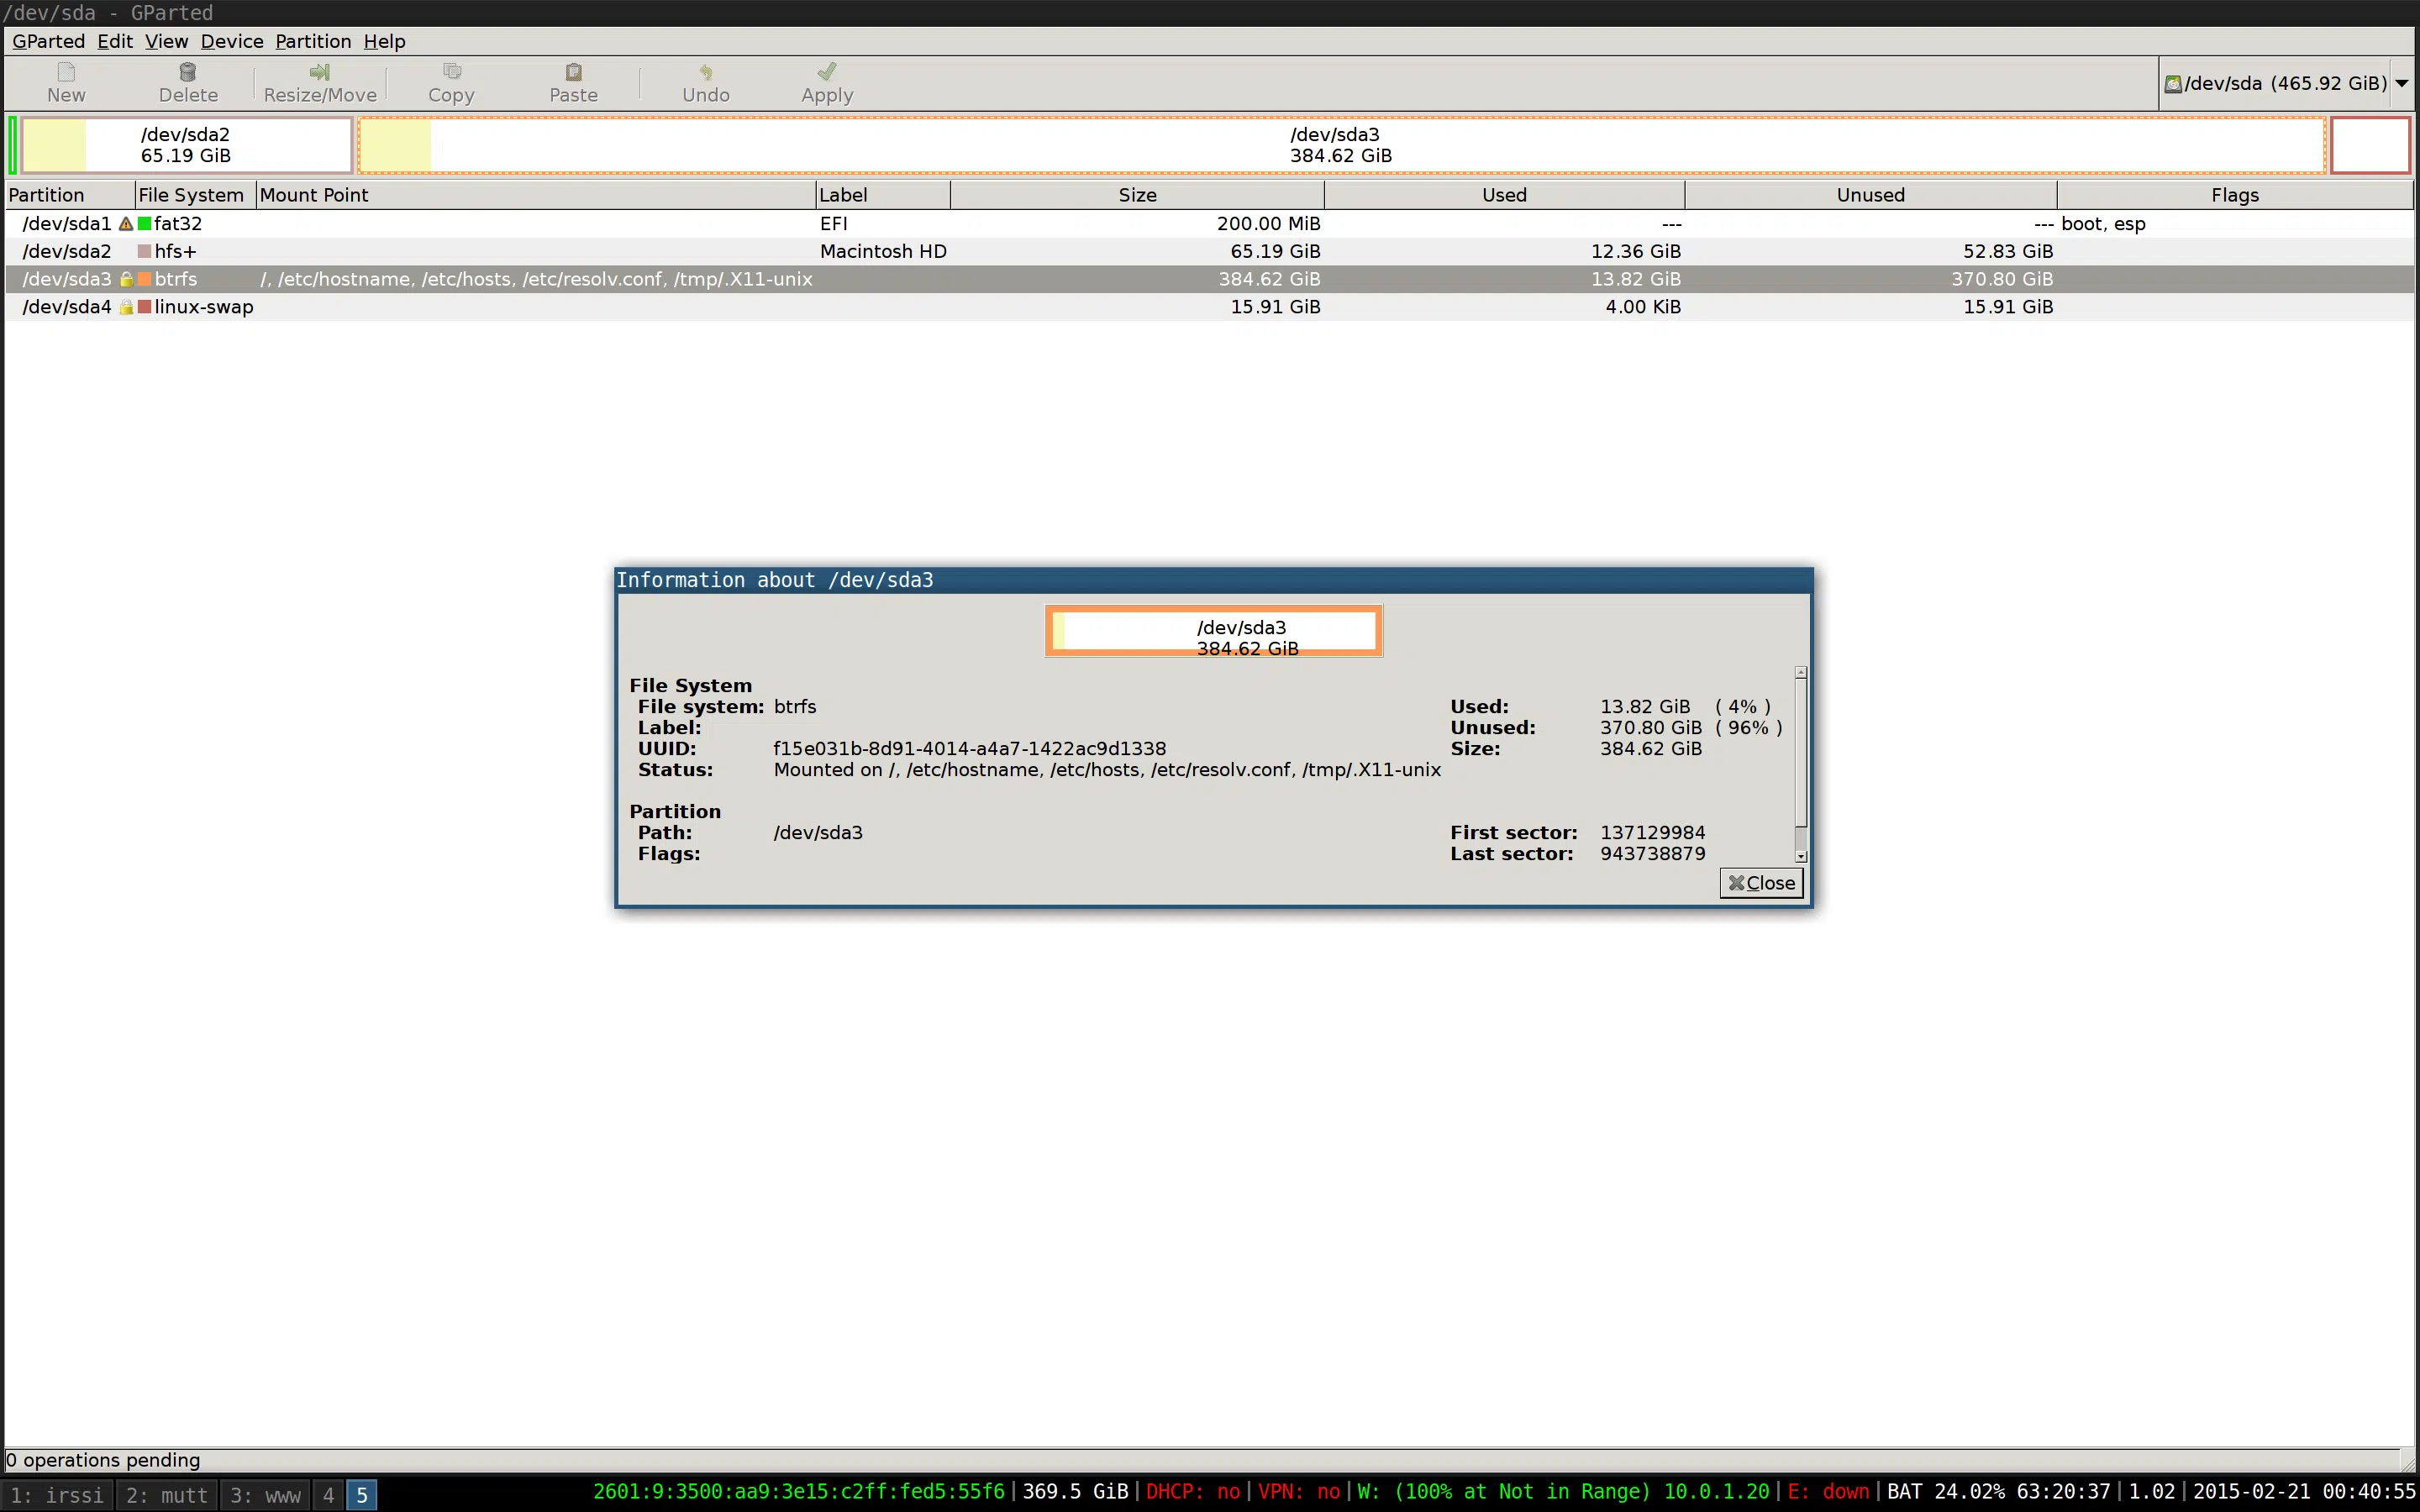 /dev/sda - GParted
GParted Edit View Device Partition Help
New Delete Resize/Move Copy Paste Undo Apply /dev/sda (465.92 GiB)
/dev/sda2
65.19 GiB
/dev/sda3
384.62 GiB
Partition File System Mount Point Label Size Used Unused Flags
/dev/sda1 fat32 EFI 200.00 MiB --- --- boot, esp
/dev/sda2 hfs+ Macintosh HD 65.19 GiB 12.36 GiB 52.83 GiB
/dev/sda3 btrfs /, /etc/hostname, /etc/hosts, /etc/resolv.conf, /tmp/.X11-unix 384.62 GiB 13.82 GiB 370.80 GiB
/dev/sda4 linux-swap 15.91 GiB 4.00 KiB 15.91 GiB
Information about /dev/sda3
/dev/sda3
384.62 GiB
File System
File system: btrfs Used: 13.82 GiB ( 4% )
Label: Unused: 370.80 GiB ( 96% )
UUID: f15e031b-8d91-4014-a4a7-1422ac9d1338 Size: 384.62 GiB
Status: Mounted on /, /etc/hostname, /etc/hosts, /etc/resolv.conf, /tmp/.X11-unix
Partition
Path: /dev/sda3 First sector: 137129984
Flags: Last sector: 943738879
Close
0 operations pending
1: irssi 2: mutt 3: www 4 5 2601:9:3500:aa9:3e15:c2ff:fed5:55f6|369.5 GiB|DHCP: no|VPN: no|W: (100% at Not in Range) 10.0.1.20|E: down|BAT 24.02% 63:20:37|1.02|2015-02-21 00:40:55